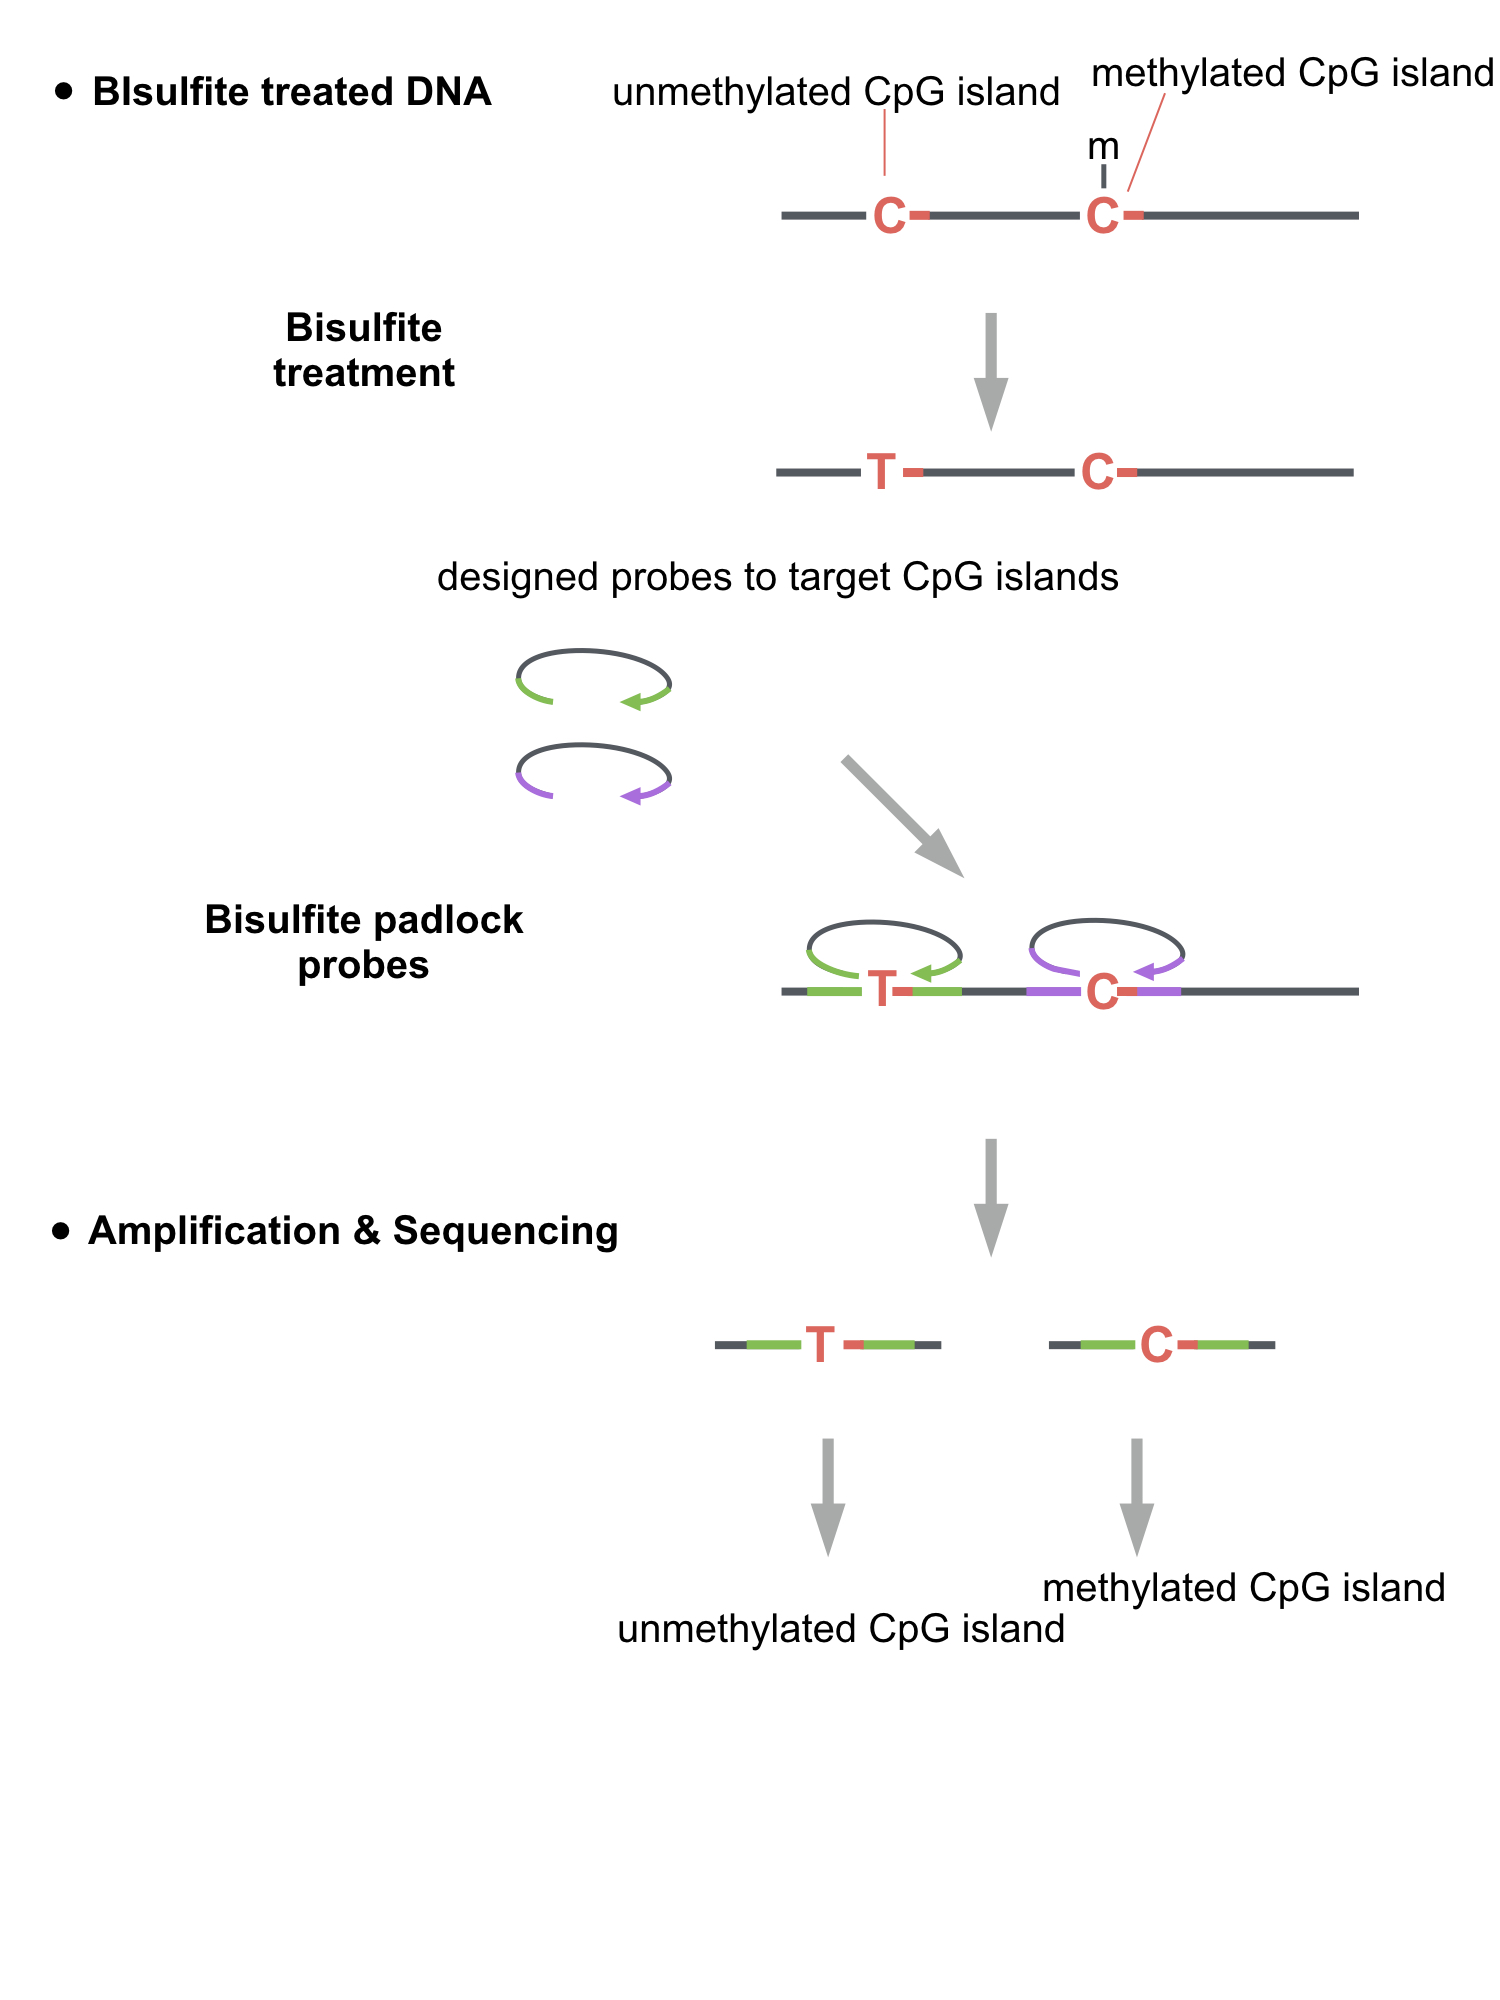 • BIsulfite treated DNA
unmethylated CpG island
methylated CpG island
m
C C
Bisulfite
treatment
T C
designed probes to target CpG islands
Bisulfite padlock
probes
T C
• Amplification & Sequencing
T C
methylated CpG island
unmethylated CpG island